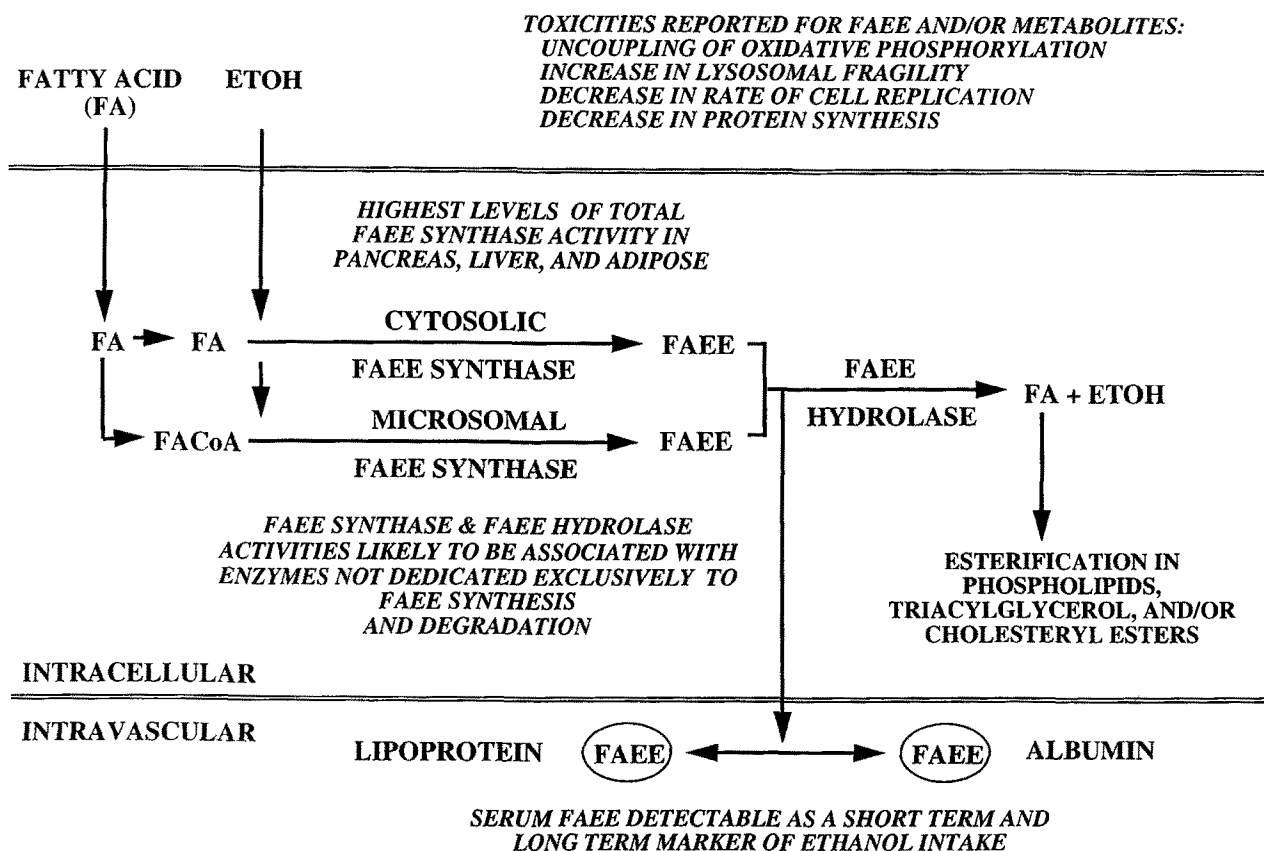 TOXICITIES REPORTED FOR FAEE AND/OR METABOLITES:
UNCOUPLING OF OXIDATIVE PHOSPHORYLATION
INCREASE IN LYSOSOMAL FRAGILITY
DECREASE IN RATE OF CELL REPLICATION
DECREASE IN PROTEIN SYNTHESIS
FATTY ACID
(FA)
ETOH
HIGHEST LEVELS OF TOTAL
FAEE SYNTHASE ACTIVITY IN
PANCREAS, LIVER, AND ADIPOSE
FA
FA
CYTOSOLIC
FAEE SYNTHASE
FAEE
FACoA
MICROSOMAL
FAEE SYNTHASE
FAEE
FAEE
HYDROLASE
FA + ETOH
FAEE SYNTHASE & FAEE HYDROLASE
ACTIVITIES LIKELY TO BE ASSOCIATED WITH
ENZYMES NOT DEDICATED EXCLUSIVELY TO
FAEE SYNTHESIS
AND DEGRADATION
ESTERIFICATION IN
PHOSPHOLIPIDS,
TRIACYLGLYCEROL, AND/OR
CHOLESTERYL ESTERS
INTRACELLULAR
INTRAVASCULAR
LIPOPROTEIN
FAEE
FAEE
ALBUMIN
SERUM FAEE DETECTABLE AS A SHORT TERM AND
LONG TERM MARKER OF ETHANOL INTAKE